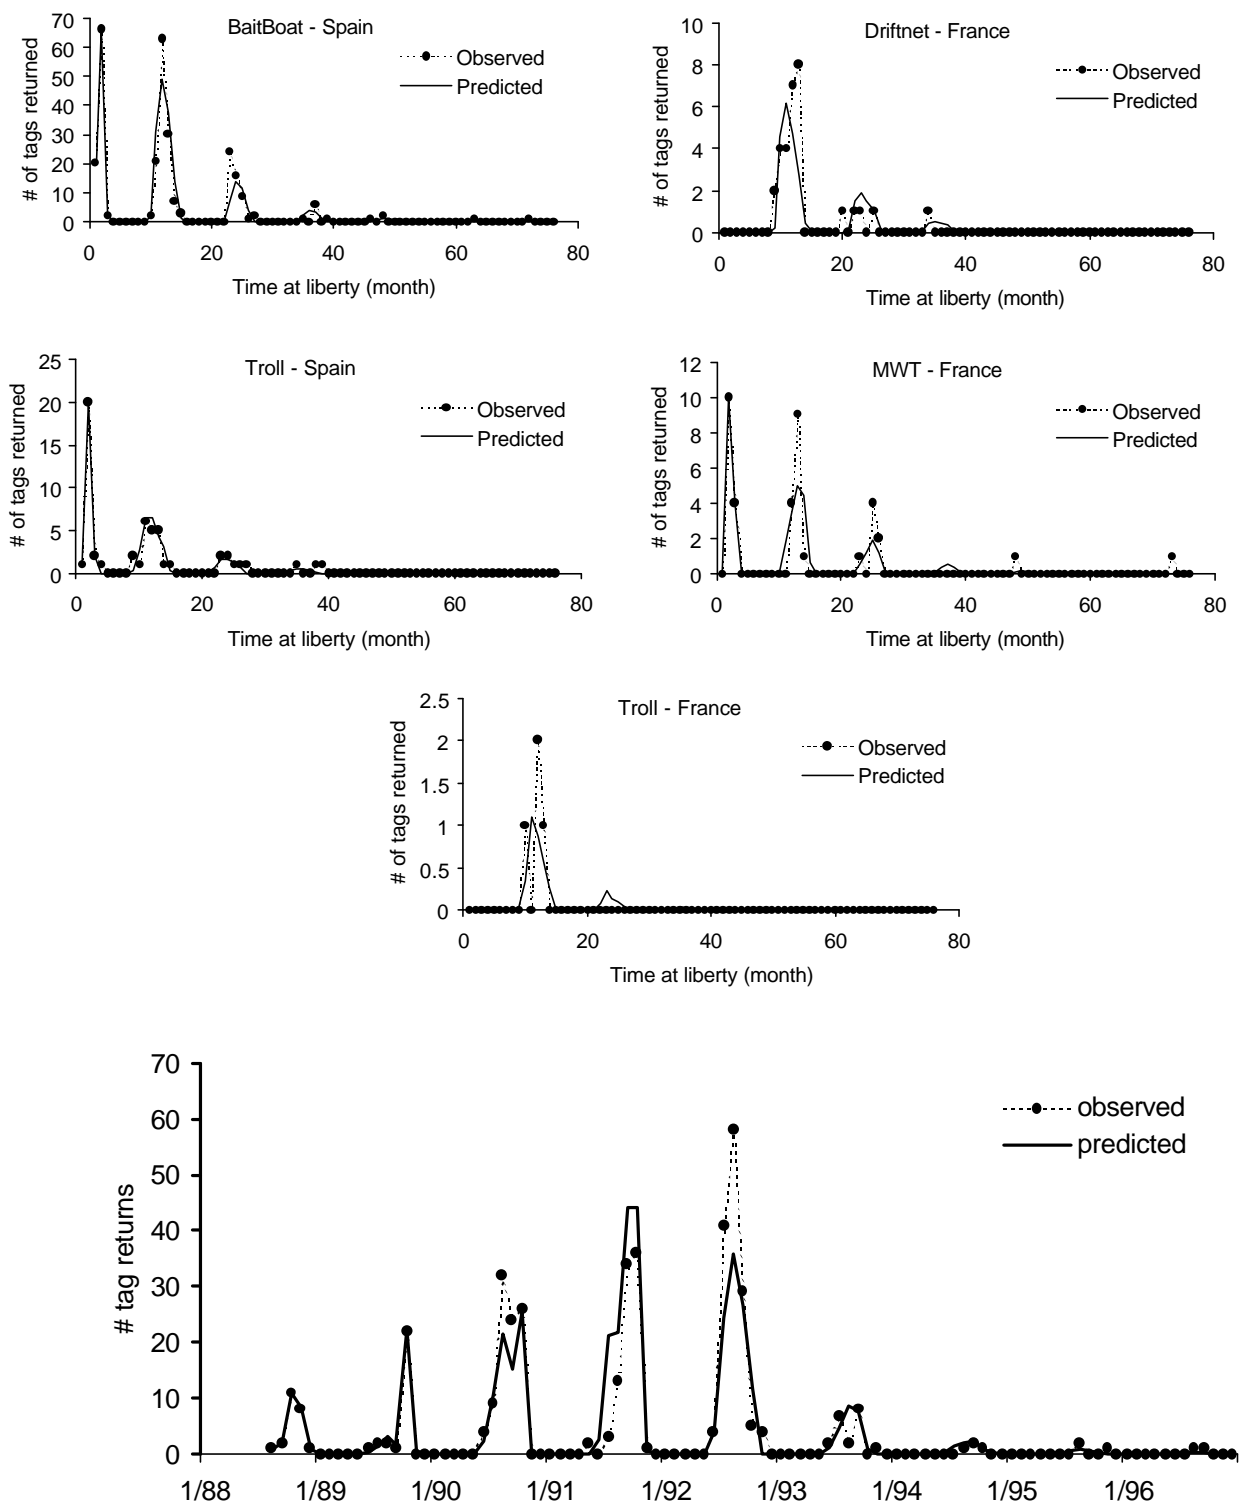 BaitBoat - Spain
# of tags returned
70
60
50
40
30
20
10
0
Observed
Predicted
0 20 40 60 80
Time at liberty (month)
Driftnet - France
# of tags returned
10
8
6
4
2
0
Observed
Predicted
0 20 40 60 80
Time at liberty (month)
Troll - Spain
# of tags returned
25
20
15
10
5
0
Observed
Predicted
0 20 40 60 80
Time at liberty (month)
MWT - France
# of tags returned
12
10
8
6
4
2
0
Observed
Predicted
0 20 40 60 80
Time at liberty (month)
Troll - France
# of tags returned
2.5
2
1.5
1
0.5
0
Observed
Predicted
0 20 40 60 80
Time at liberty (month)
# tag returns
70
60
50
40
30
20
10
0
observed
predicted
1/88 1/89 1/90 1/91 1/92 1/93 1/94 1/95 1/96